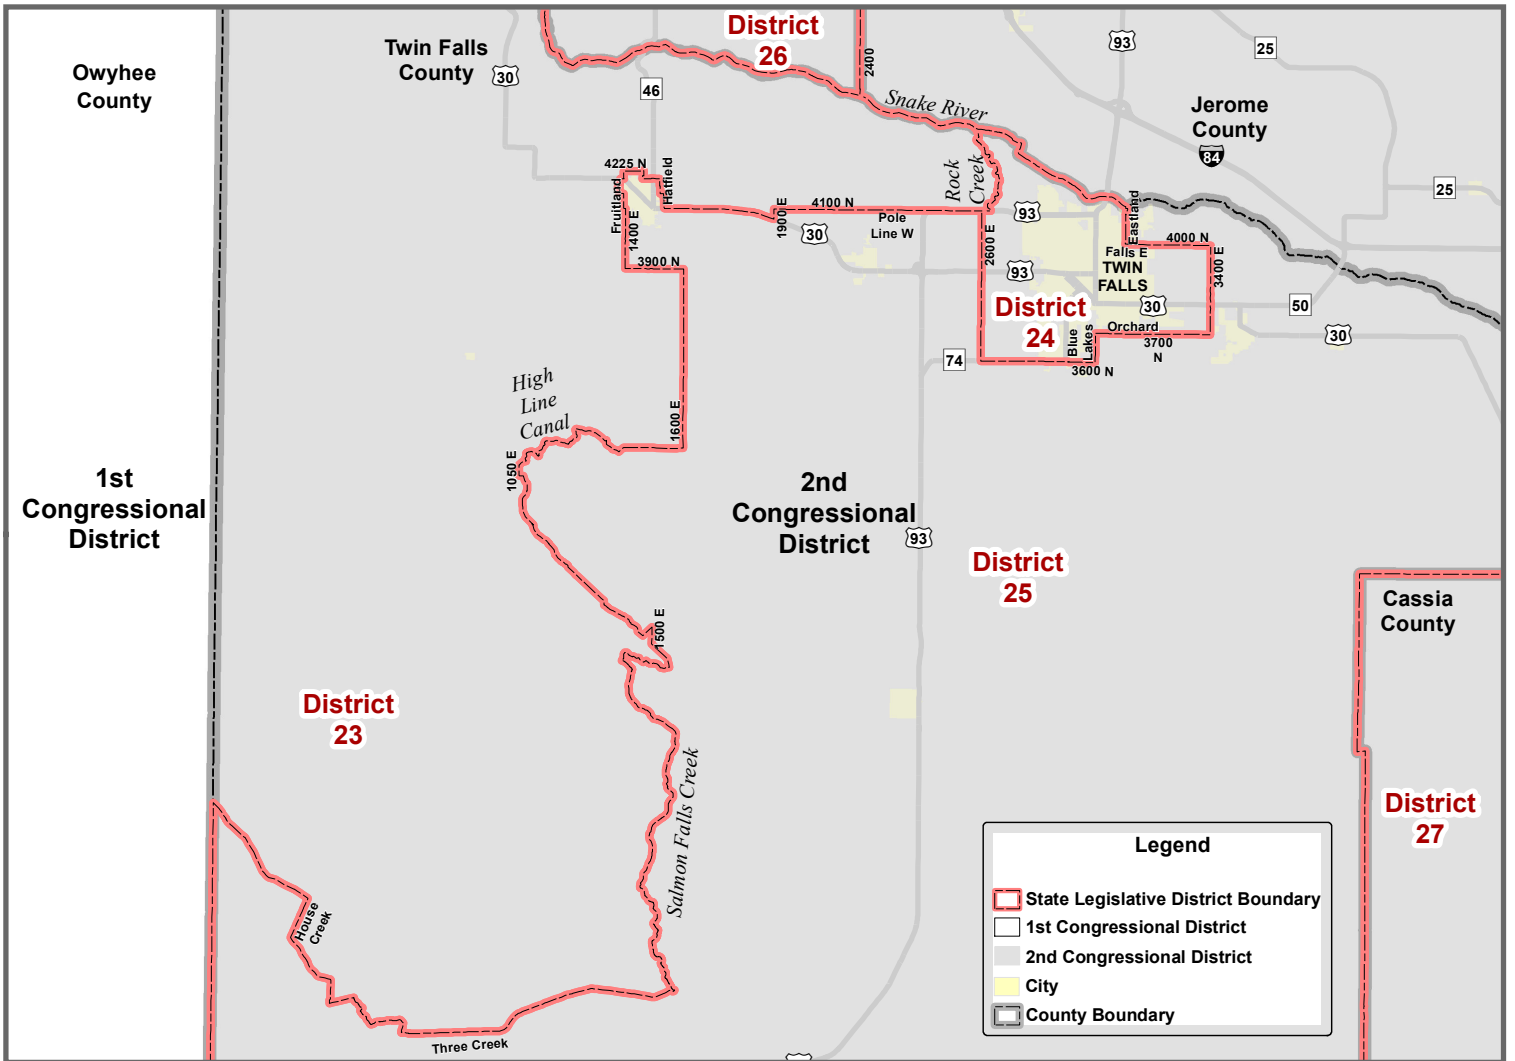 District
26
Twin Falls
County
Owyhee
County
30
46
2400
93
25
Snake River
Jerome
County
84
25
4225 N
Hatfield
Fruitland
1400 E
3900 N
1900 E
4100 N
30
Pole
Line W
Rock
Creek
93
2600 E
93
Eastland
4000 N
Falls E
TWIN
FALLS
3400 E
30
50
30
District
24
Blue
Lakes
Orchard
3700
N
3600 N
74
High
Line
Canal
1600 E
1050 E
1st
Congressional
District
2nd
Congressional
District
93
District
25
Cassia
County
1500 E
District
23
Salmon Falls Creek
District
27
House
Creek
Three Creek
Legend
State Legislative District Boundary
1st Congressional District
2nd Congressional District
City
County Boundary